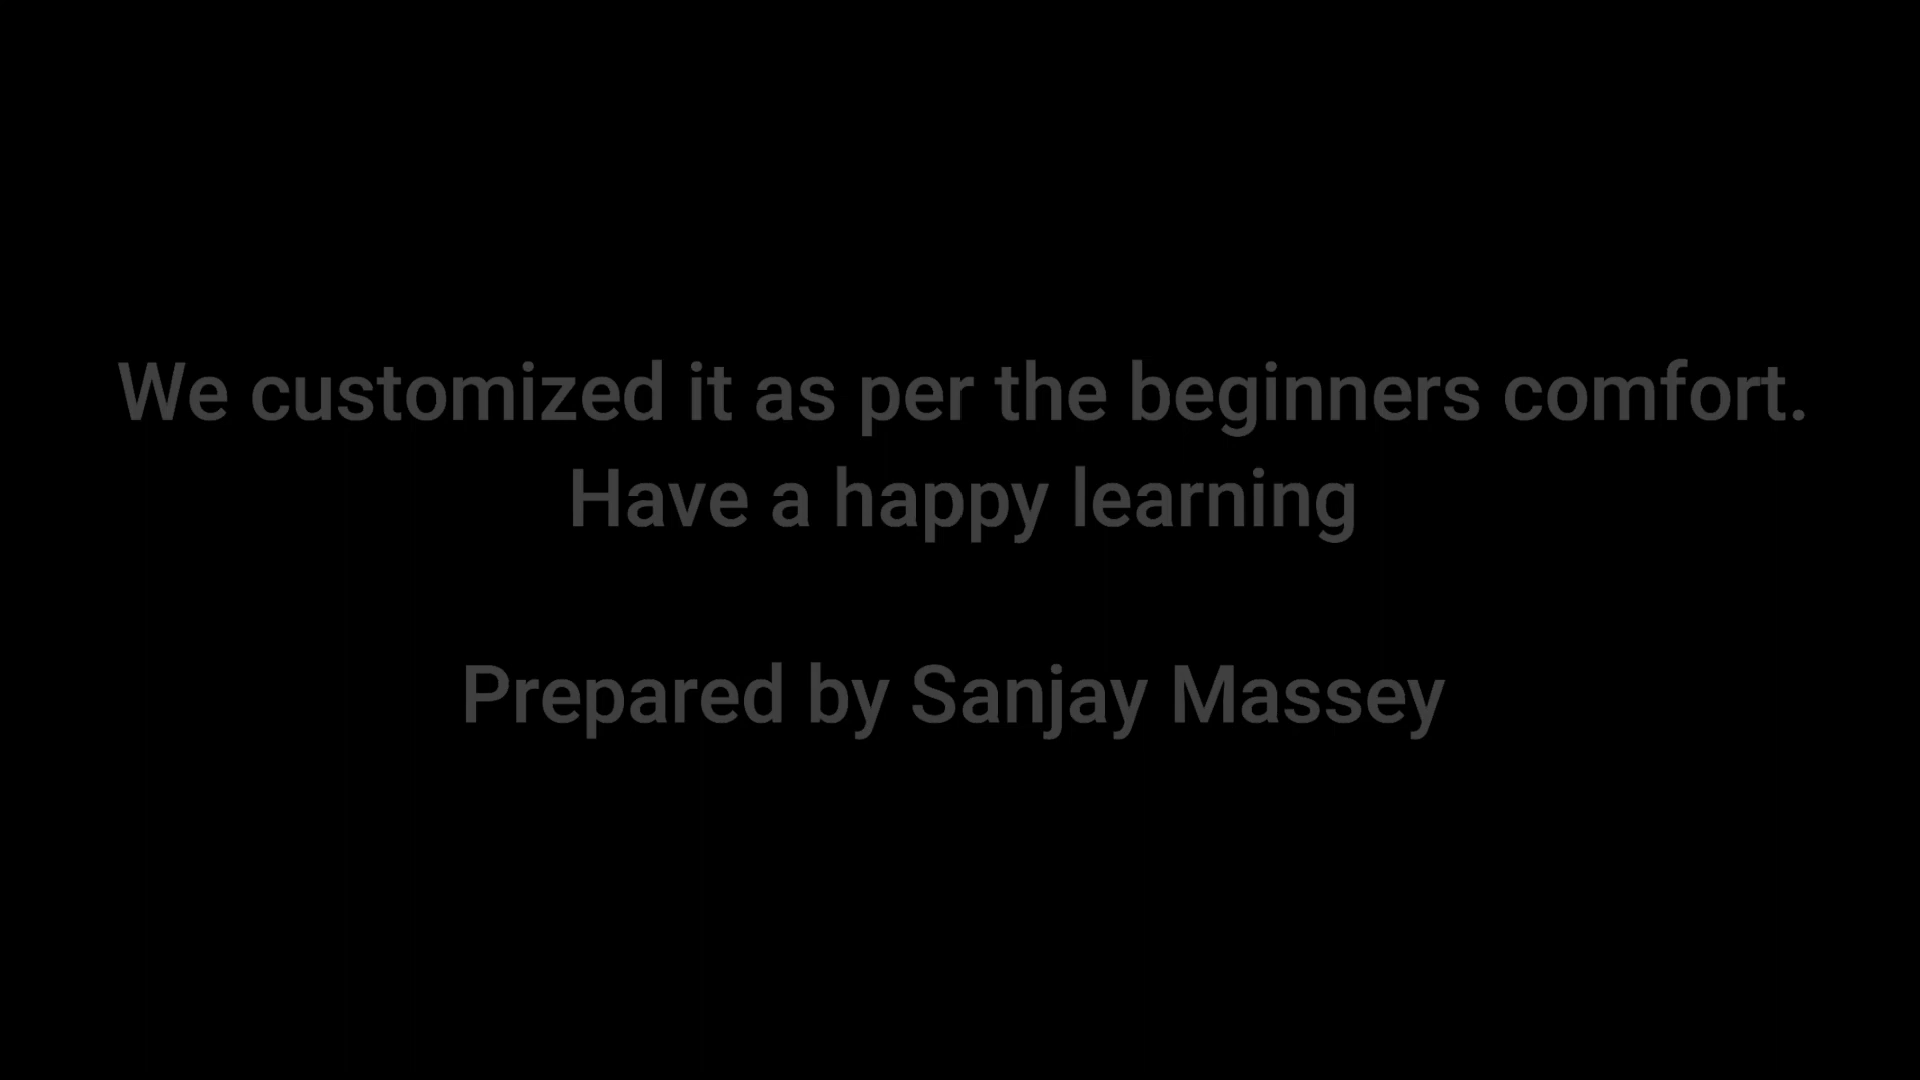 We customized it as per the beginners comfort.
Have a happy learning
Prepared by Sanjay Massey